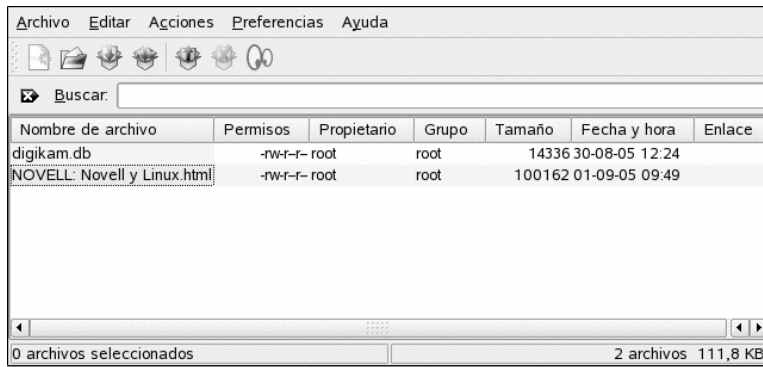 Archivo Editar Acciones Preferencias Ayuda
Buscar:
Nombre de archivo Permisos Propietario Grupo Tamaño Fecha y hora Enlace
digikam.db -rw-r--r-- root root 14336 30-08-05 12:24
NOVELL: Novell y Linux.html -rw-r--r-- root root 100162 01-09-05 09:49
0 archivos seleccionados 2 archivos 111,8 KB